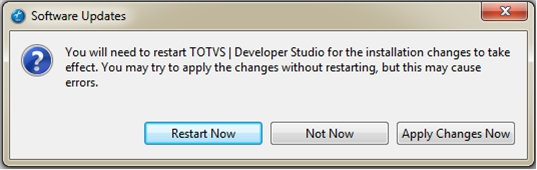 Software Updates
You will need to restart TOTVS | Developer Studio for the installation changes to take
effect. You may try to apply the changes without restarting, but this may cause
errors.
Restart Now
Not Now
Apply Changes Now